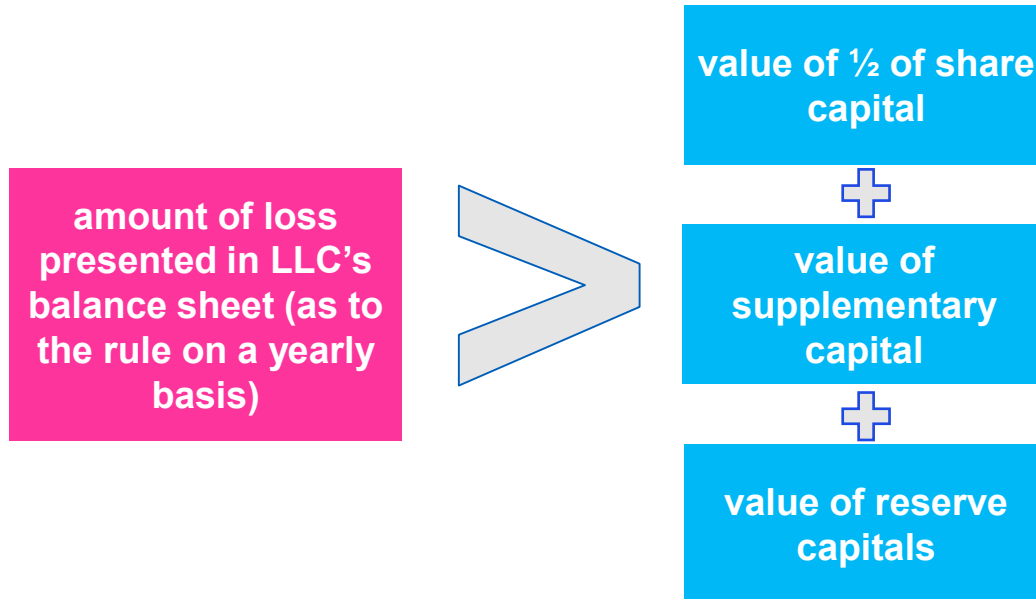 value of ½ of share
capital
amount of loss
presented in LLC’s
balance sheet (as to
the rule on a yearly
basis)
value of
supplementary
capital
value of reserve
capitals